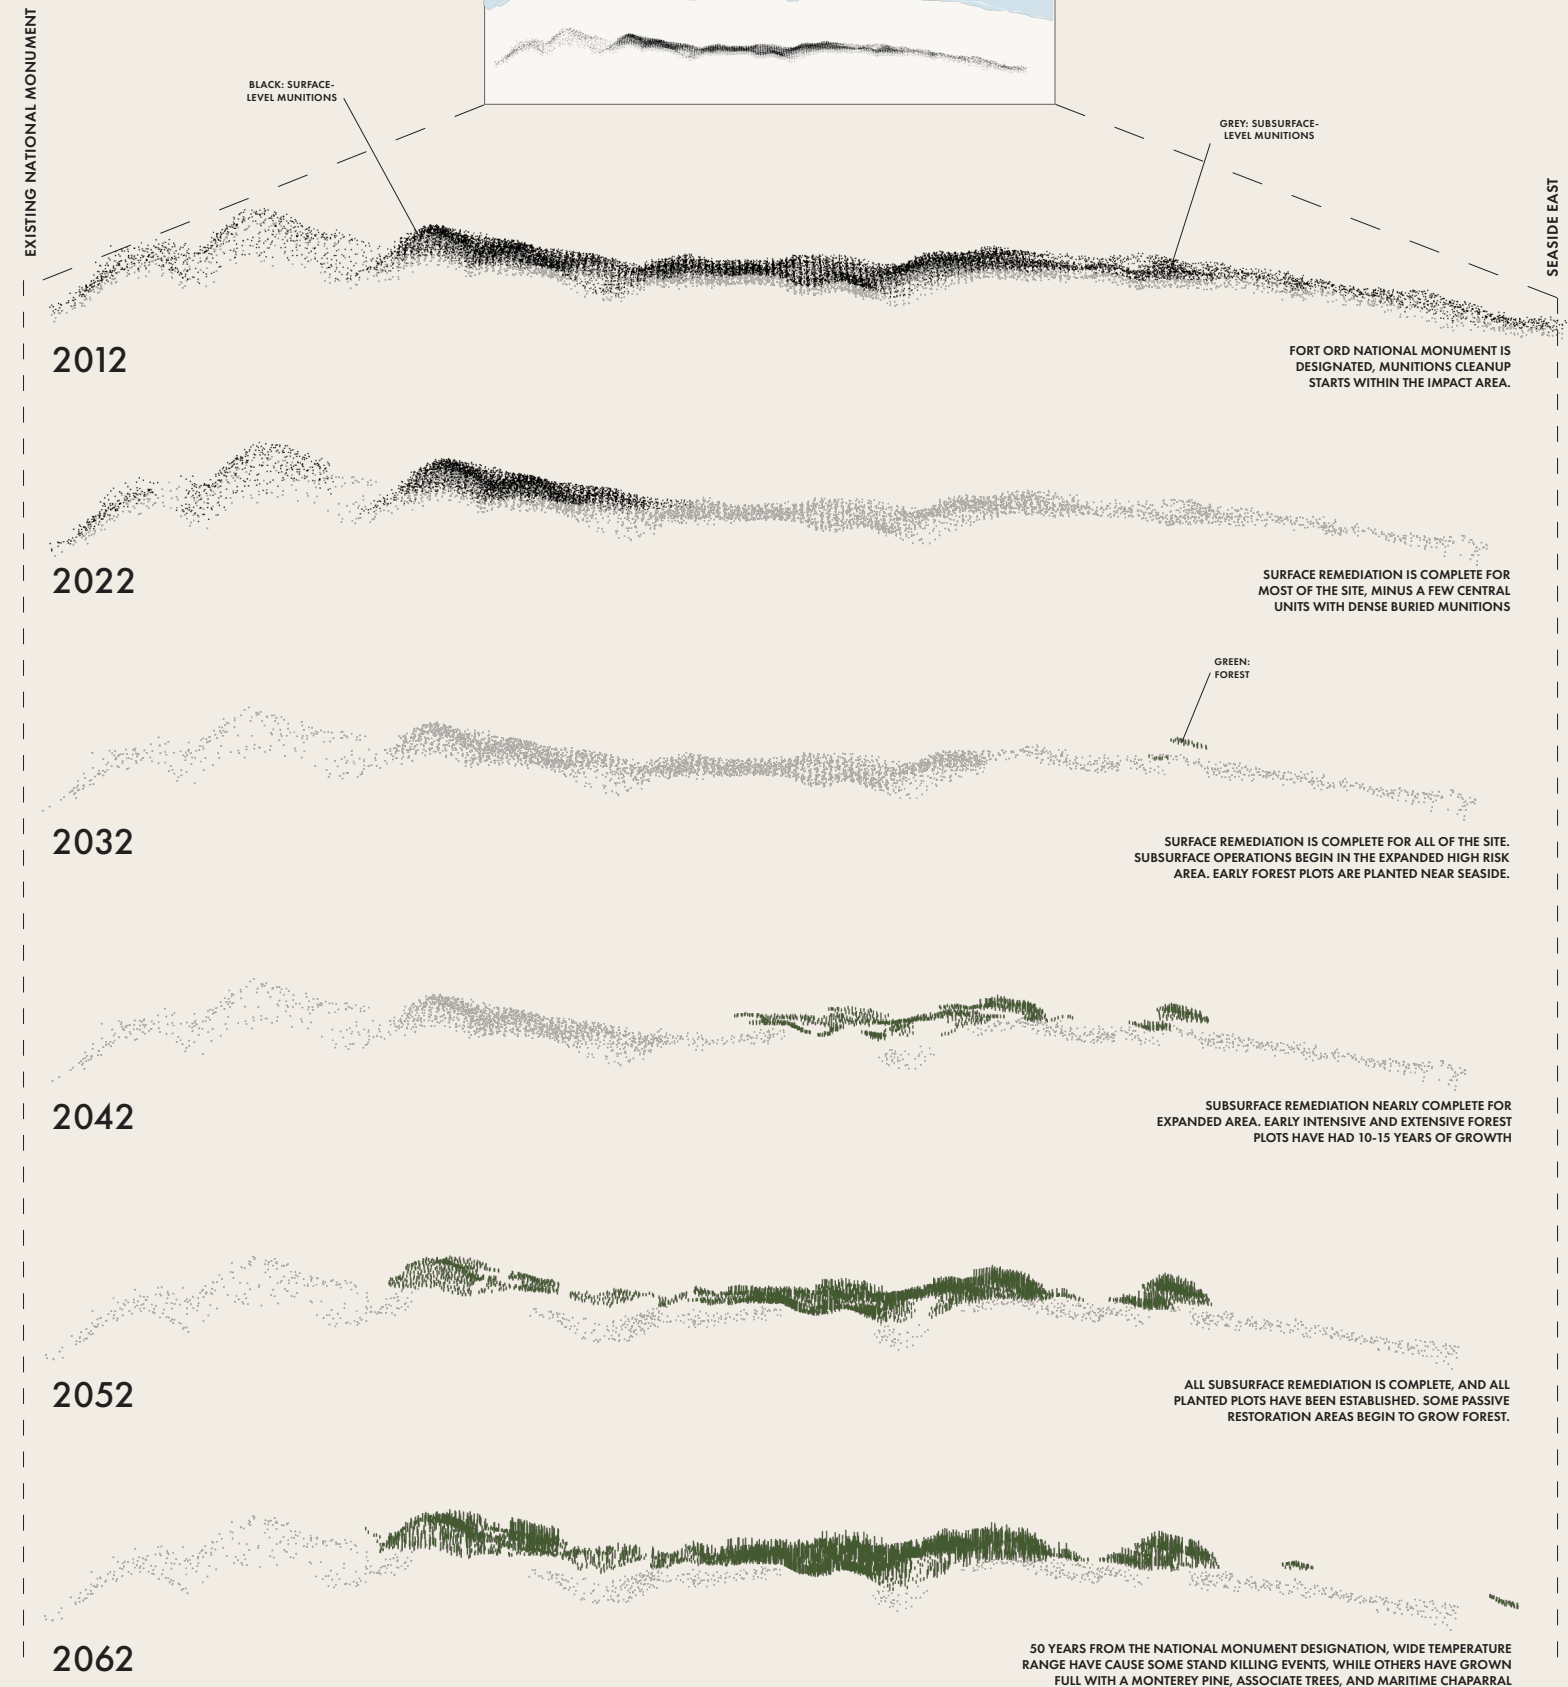 EXISTING NATIONAL MONUMENT
BLACK: SURFACE-
LEVEL MUNITIONS
GREY: SUBSURFACE-
LEVEL MUNITIONS
SEASIDE EAST
2012
FORT ORD NATIONAL MONUMENT IS
DESIGNATED, MUNITIONS CLEANUP
STARTS WITHIN THE IMPACT AREA.
2022
SURFACE REMEDIATION IS COMPLETE FOR
MOST OF THE SITE, MINUS A FEW CENTRAL
UNITS WITH DENSE BURIED MUNITIONS
GREEN:
FOREST
2032
SURFACE REMEDIATION IS COMPLETE FOR ALL OF THE SITE.
SUBSURFACE OPERATIONS BEGIN IN THE EXPANDED HIGH RISK
AREA. EARLY FOREST PLOTS ARE PLANTED NEAR SEASIDE.
2042
SUBSURFACE REMEDIATION NEARLY COMPLETE FOR
EXPANDED AREA. EARLY INTENSIVE AND EXTENSIVE FOREST
PLOTS HAVE HAD 10-15 YEARS OF GROWTH
2052
ALL SUBSURFACE REMEDIATION IS COMPLETE, AND ALL
PLANTED PLOTS HAVE BEEN ESTABLISHED. SOME PASSIVE
RESTORATION AREAS BEGIN TO GROW FOREST.
2062
50 YEARS FROM THE NATIONAL MONUMENT DESIGNATION, WIDE TEMPERATURE
RANGE HAVE CAUSE SOME STAND KILLING EVENTS, WHILE OTHERS HAVE GROWN
FULL WITH A MONTEREY PINE, ASSOCIATE TREES, AND MARITIME CHAPARRAL